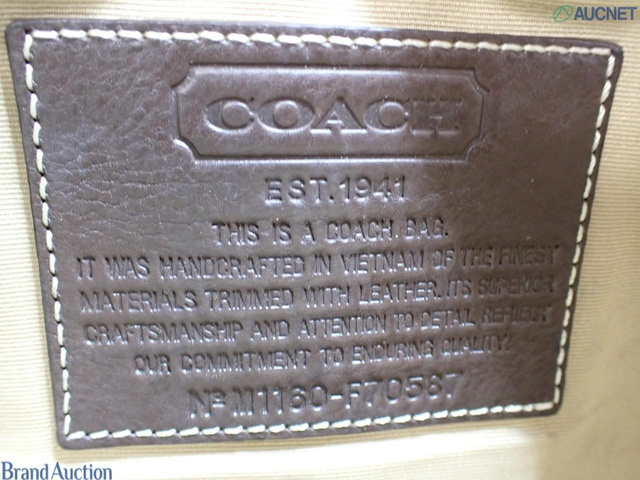 AUCNET
COACH
EST. 1941
THIS IS A COACH BAG.
IT WAS HANDCRAFTED IN VIETNAM OF THE FINEST
MATERIALS TRIMMED WITH LEATHER. ITS SUPERIOR
CRAFTSMANSHIP AND ATTENTION TO DETAIL REFLECT
OUR COMMITMENT TO ENDURING QUALITY.
Nº M1160-F70567
Brand Auction